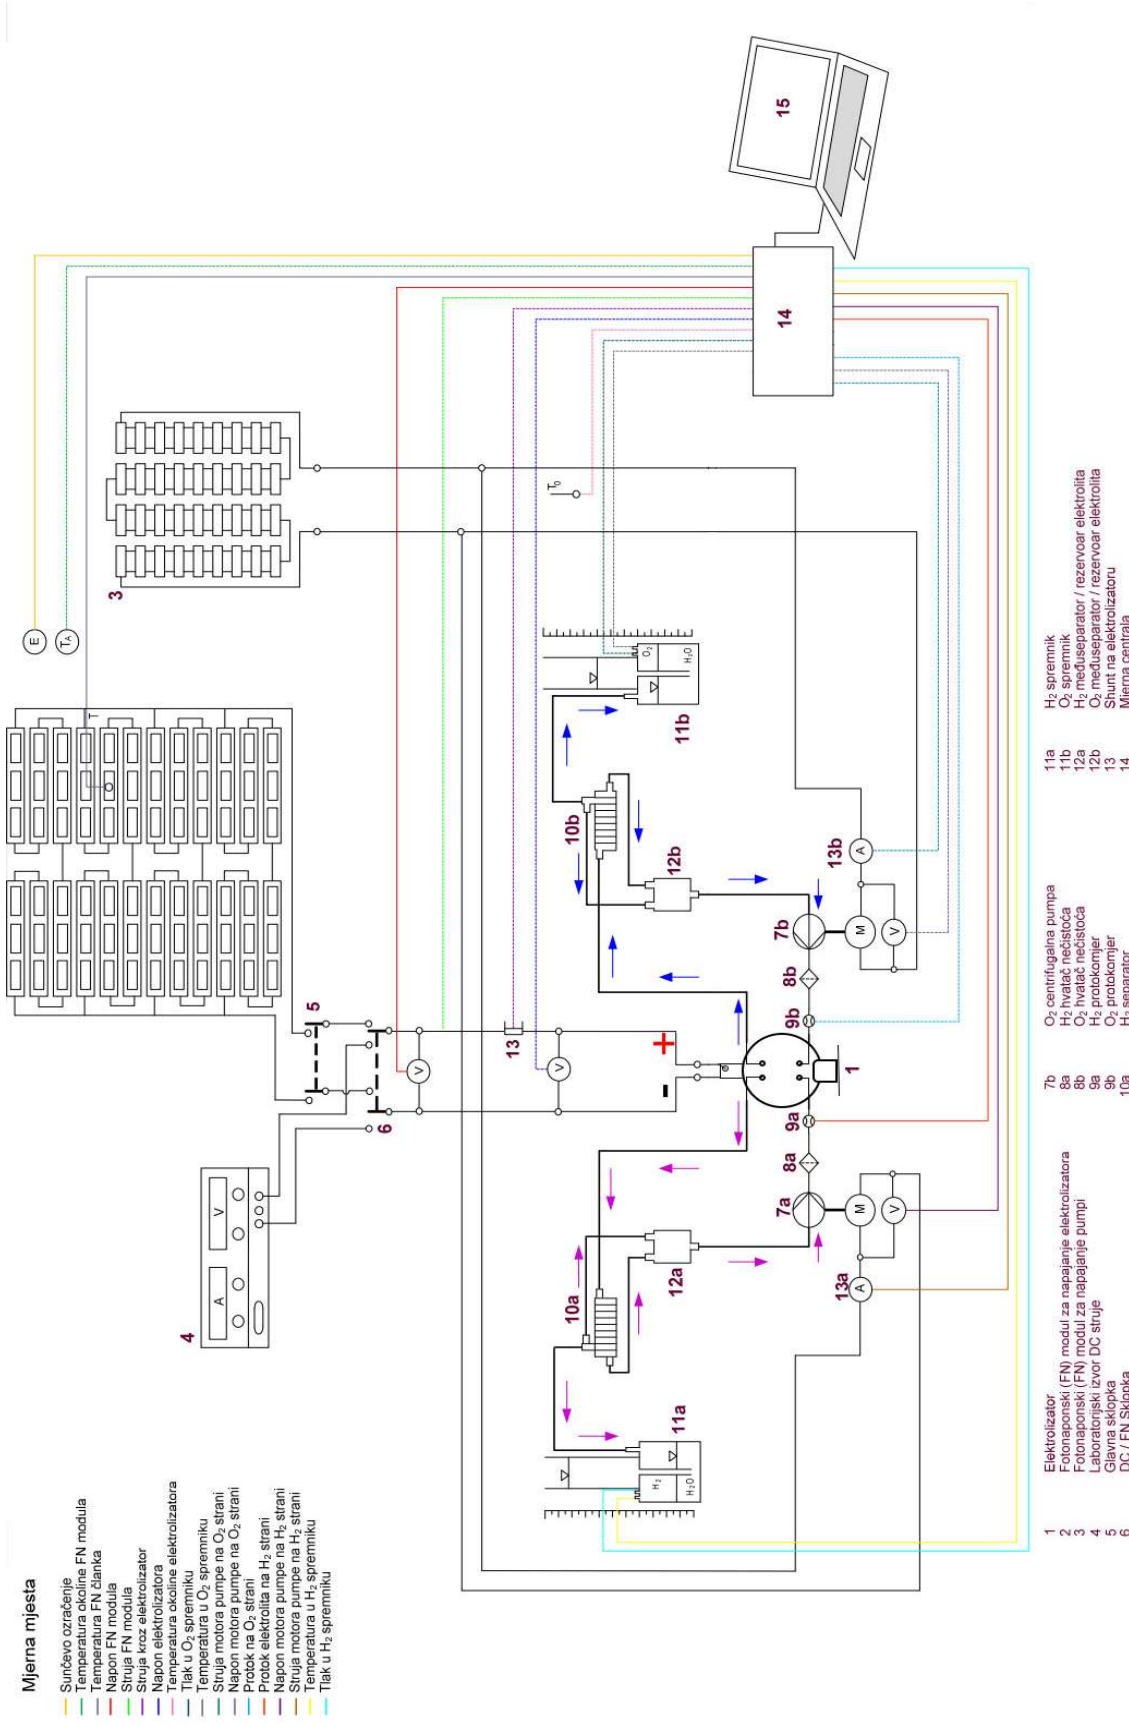 Mjerna mjesta
Sunčevo ozračenje
Temperatura okoline FN modula
Temperatura FN članka
Napon FN modula
Struja FN modula
Struja kroz elektrolizator
Napon elektrolizatora
Temperatura okoline elektrolizatora
Tlak u O₂ spremniku
Temperatura u O₂ spremniku
Struja motora pumpe na O₂ strani
Napon motora pumpe na O₂ strani
Protok na O₂ strani
Protok elektrolita na H₂ strani
Napon motora pumpe na H₂ strani
Struja motora pumpe na H₂ strani
Temperatura u H₂ spremniku
Tlak u H₂ spremniku
4
A
V
5
6
3
E
T_A
T
T₀
V
V
13
+
-
1
9a
9b
8a
8b
7a
7b
M
M
V
V
A
A
13a
13b
12a
12b
10a
10b
11a
11b
H₂
H₂O
O₂
H₂O
14
15
1 Elektrolizator
2 Fotonaponski (FN) modul za napajanje elektrolizatora
3 Fotonaponski (FN) modul za napajanje pumpi
4 Laboratorijski izvor DC struje
5 Glavna sklopka
6 DC / FN Sklopka
7b O₂ centrifugalna pumpa
8a H₂ hvatač nečistoća
8b O₂ hvatač nečistoća
9a H₂ protokomjer
9b O₂ protokomjer
10a H₂ separator
11a H₂ spremnik
11b O₂ spremnik
12a H₂ međuseparator / rezervoar elektrolita
12b O₂ međuseparator / rezervoar elektrolita
13 Shunt na elektrolizatoru
14 Mjerna centrala